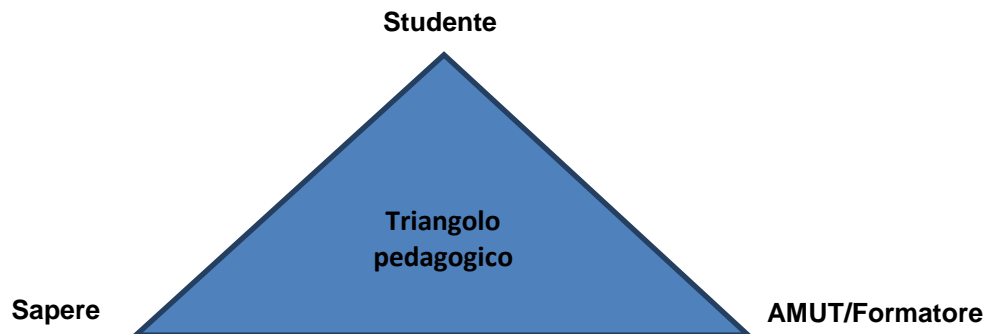 Studente
Triangolo
pedagogico
Sapere
AMUT/Formatore